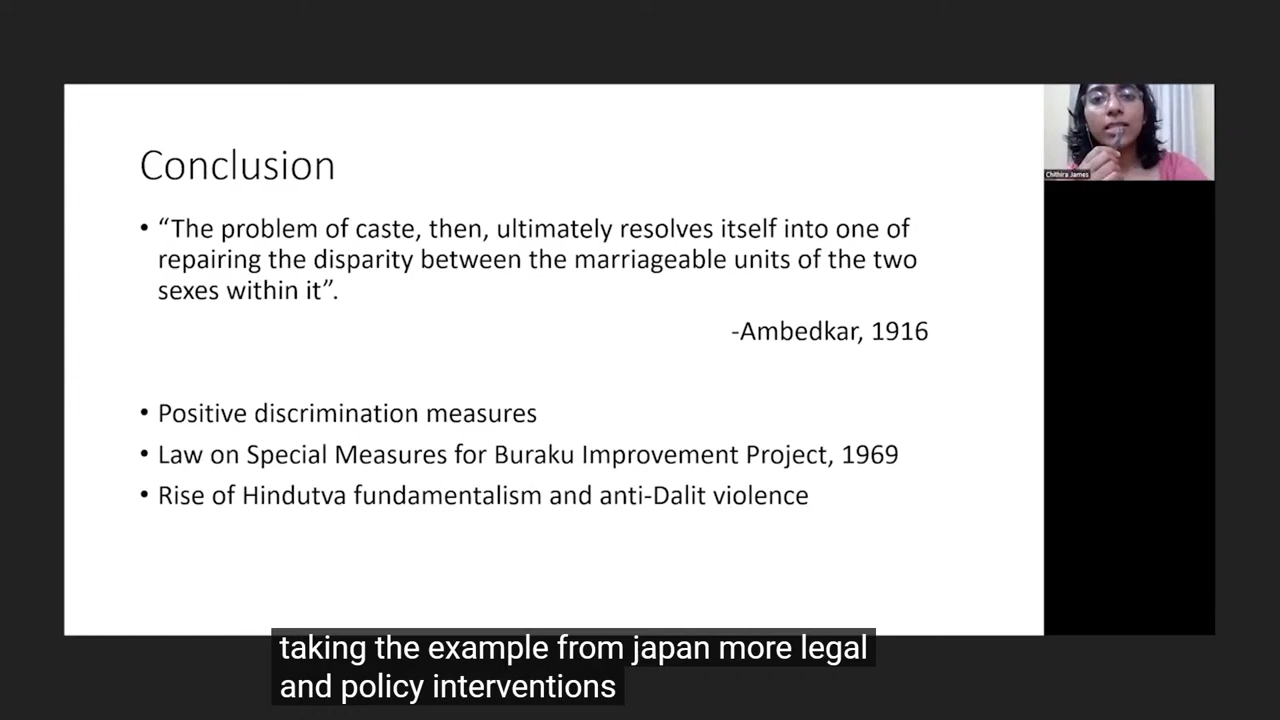 Conclusion
• “The problem of caste, then, ultimately resolves itself into one of
repairing the disparity between the marriageable units of the two
sexes within it”.
-Ambedkar, 1916
• Positive discrimination measures
• Law on Special Measures for Buraku Improvement Project, 1969
• Rise of Hindutva fundamentalism and anti-Dalit violence
Chithira James
taking the example from japan more legal
and policy interventions